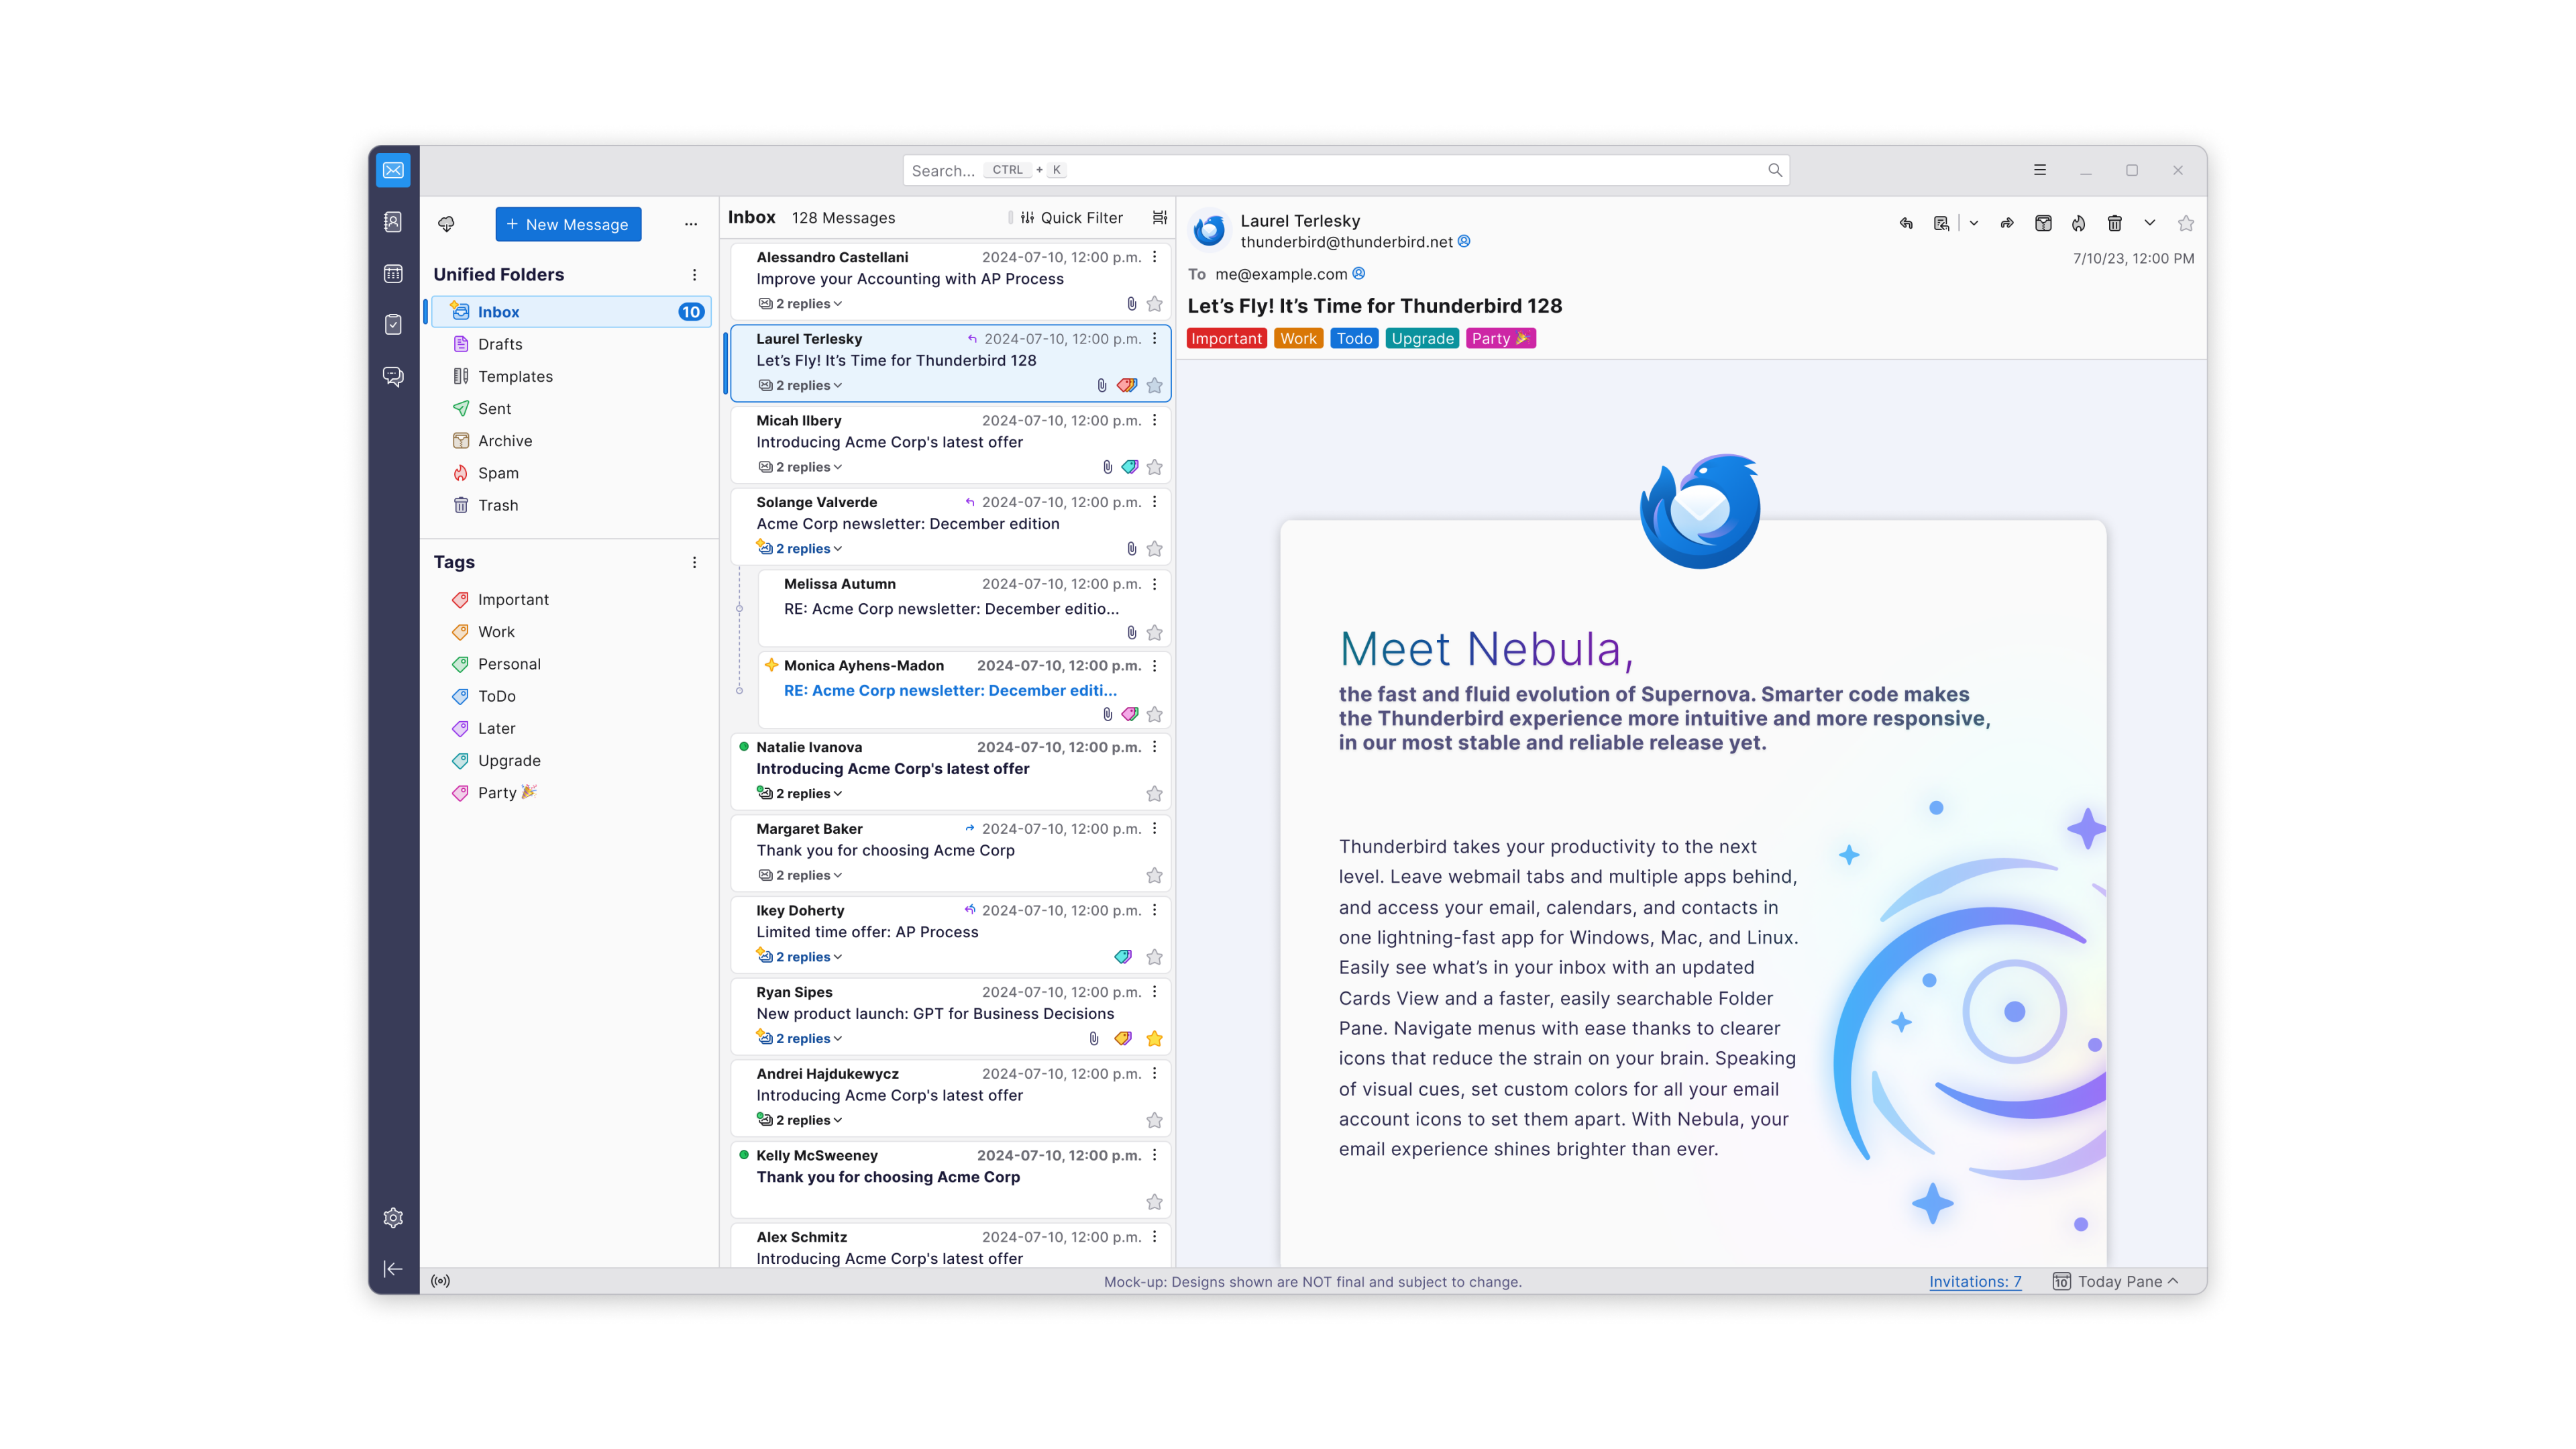 Search... CTRL + K
+ New Message
...
Unified Folders
Inbox 10
Drafts
Templates
Sent
Archive
Spam
Trash
Tags
Important
Work
Personal
ToDo
Later
Upgrade
Party 🎉
Inbox 128 Messages Quick Filter
Alessandro Castellani 2024-07-10, 12:00 p.m.
Improve your Accounting with AP Process
2 replies
Laurel Terlesky 2024-07-10, 12:00 p.m.
Let’s Fly! It’s Time for Thunderbird 128
2 replies
Micah Ilbery 2024-07-10, 12:00 p.m.
Introducing Acme Corp's latest offer
2 replies
Solange Valverde 2024-07-10, 12:00 p.m.
Acme Corp newsletter: December edition
2 replies
Melissa Autumn 2024-07-10, 12:00 p.m.
RE: Acme Corp newsletter: December editio...
Monica Ayhens-Madon 2024-07-10, 12:00 p.m.
RE: Acme Corp newsletter: December editi...
Natalie Ivanova 2024-07-10, 12:00 p.m.
Introducing Acme Corp's latest offer
2 replies
Margaret Baker 2024-07-10, 12:00 p.m.
Thank you for choosing Acme Corp
2 replies
Ikey Doherty 2024-07-10, 12:00 p.m.
Limited time offer: AP Process
2 replies
Ryan Sipes 2024-07-10, 12:00 p.m.
New product launch: GPT for Business Decisions
2 replies
Andrei Hajdukewycz 2024-07-10, 12:00 p.m.
Introducing Acme Corp's latest offer
2 replies
Kelly McSweeney 2024-07-10, 12:00 p.m.
Thank you for choosing Acme Corp
Alex Schmitz 2024-07-10, 12:00 p.m.
Introducing Acme Corp's latest offer
Laurel Terlesky
thunderbird@thunderbird.net
7/10/23, 12:00 PM
To me@example.com
Let’s Fly! It’s Time for Thunderbird 128
Important Work Todo Upgrade Party 🎉
Meet Nebula,
the fast and fluid evolution of Supernova. Smarter code makes
the Thunderbird experience more intuitive and more responsive,
in our most stable and reliable release yet.
Thunderbird takes your productivity to the next
level. Leave webmail tabs and multiple apps behind,
and access your email, calendars, and contacts in
one lightning-fast app for Windows, Mac, and Linux.
Easily see what’s in your inbox with an updated
Cards View and a faster, easily searchable Folder
Pane. Navigate menus with ease thanks to clearer
icons that reduce the strain on your brain. Speaking
of visual cues, set custom colors for all your email
account icons to set them apart. With Nebula, your
email experience shines brighter than ever.
Mock-up: Designs shown are NOT final and subject to change.
Invitations: 7
10 Today Pane